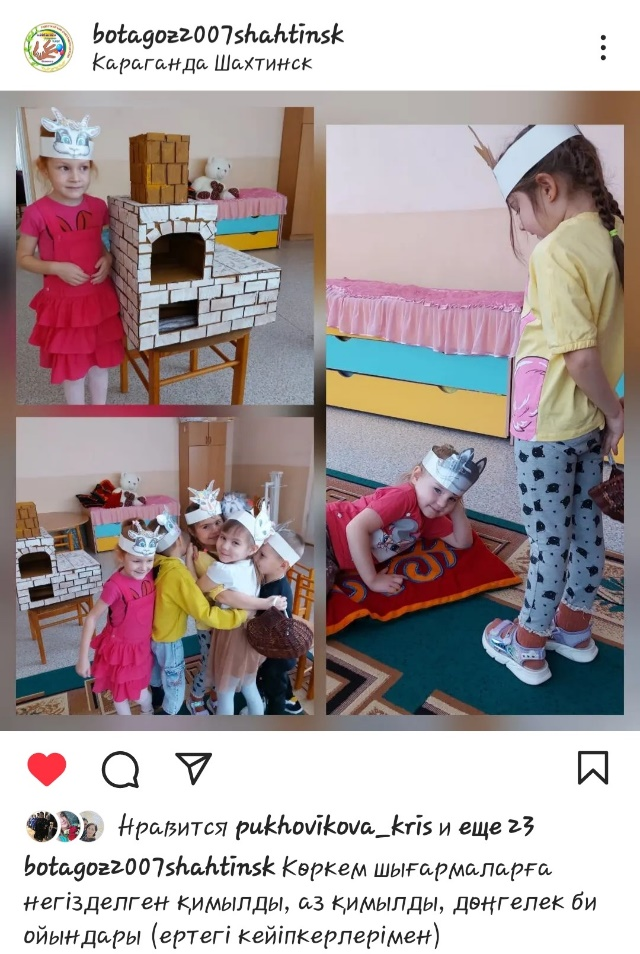 botagoz2007shahtinsk
Караганда Шахтинск
Нравится pukhovikova_kris и еще 23
botagoz2007shahtinsk Көркем шығармаларға
негізделген қимылды, аз қимылды, дөңгелек би
ойындары (ертегі кейіпкерлерімен)